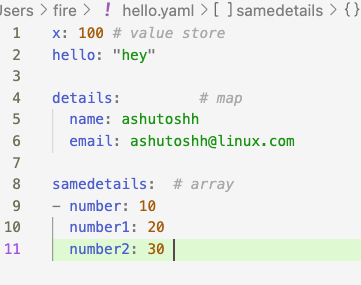 Users > fire > ! hello.yaml > [ ] samedetails > {}
1 x: 100 # value store
2 hello: "hey"
3
4 details: # map
5 name: ashutoshh
6 email: ashutoshh@linux.com
7
8 samedetails: # array
9 - number: 10
10 number1: 20
11 number2: 30